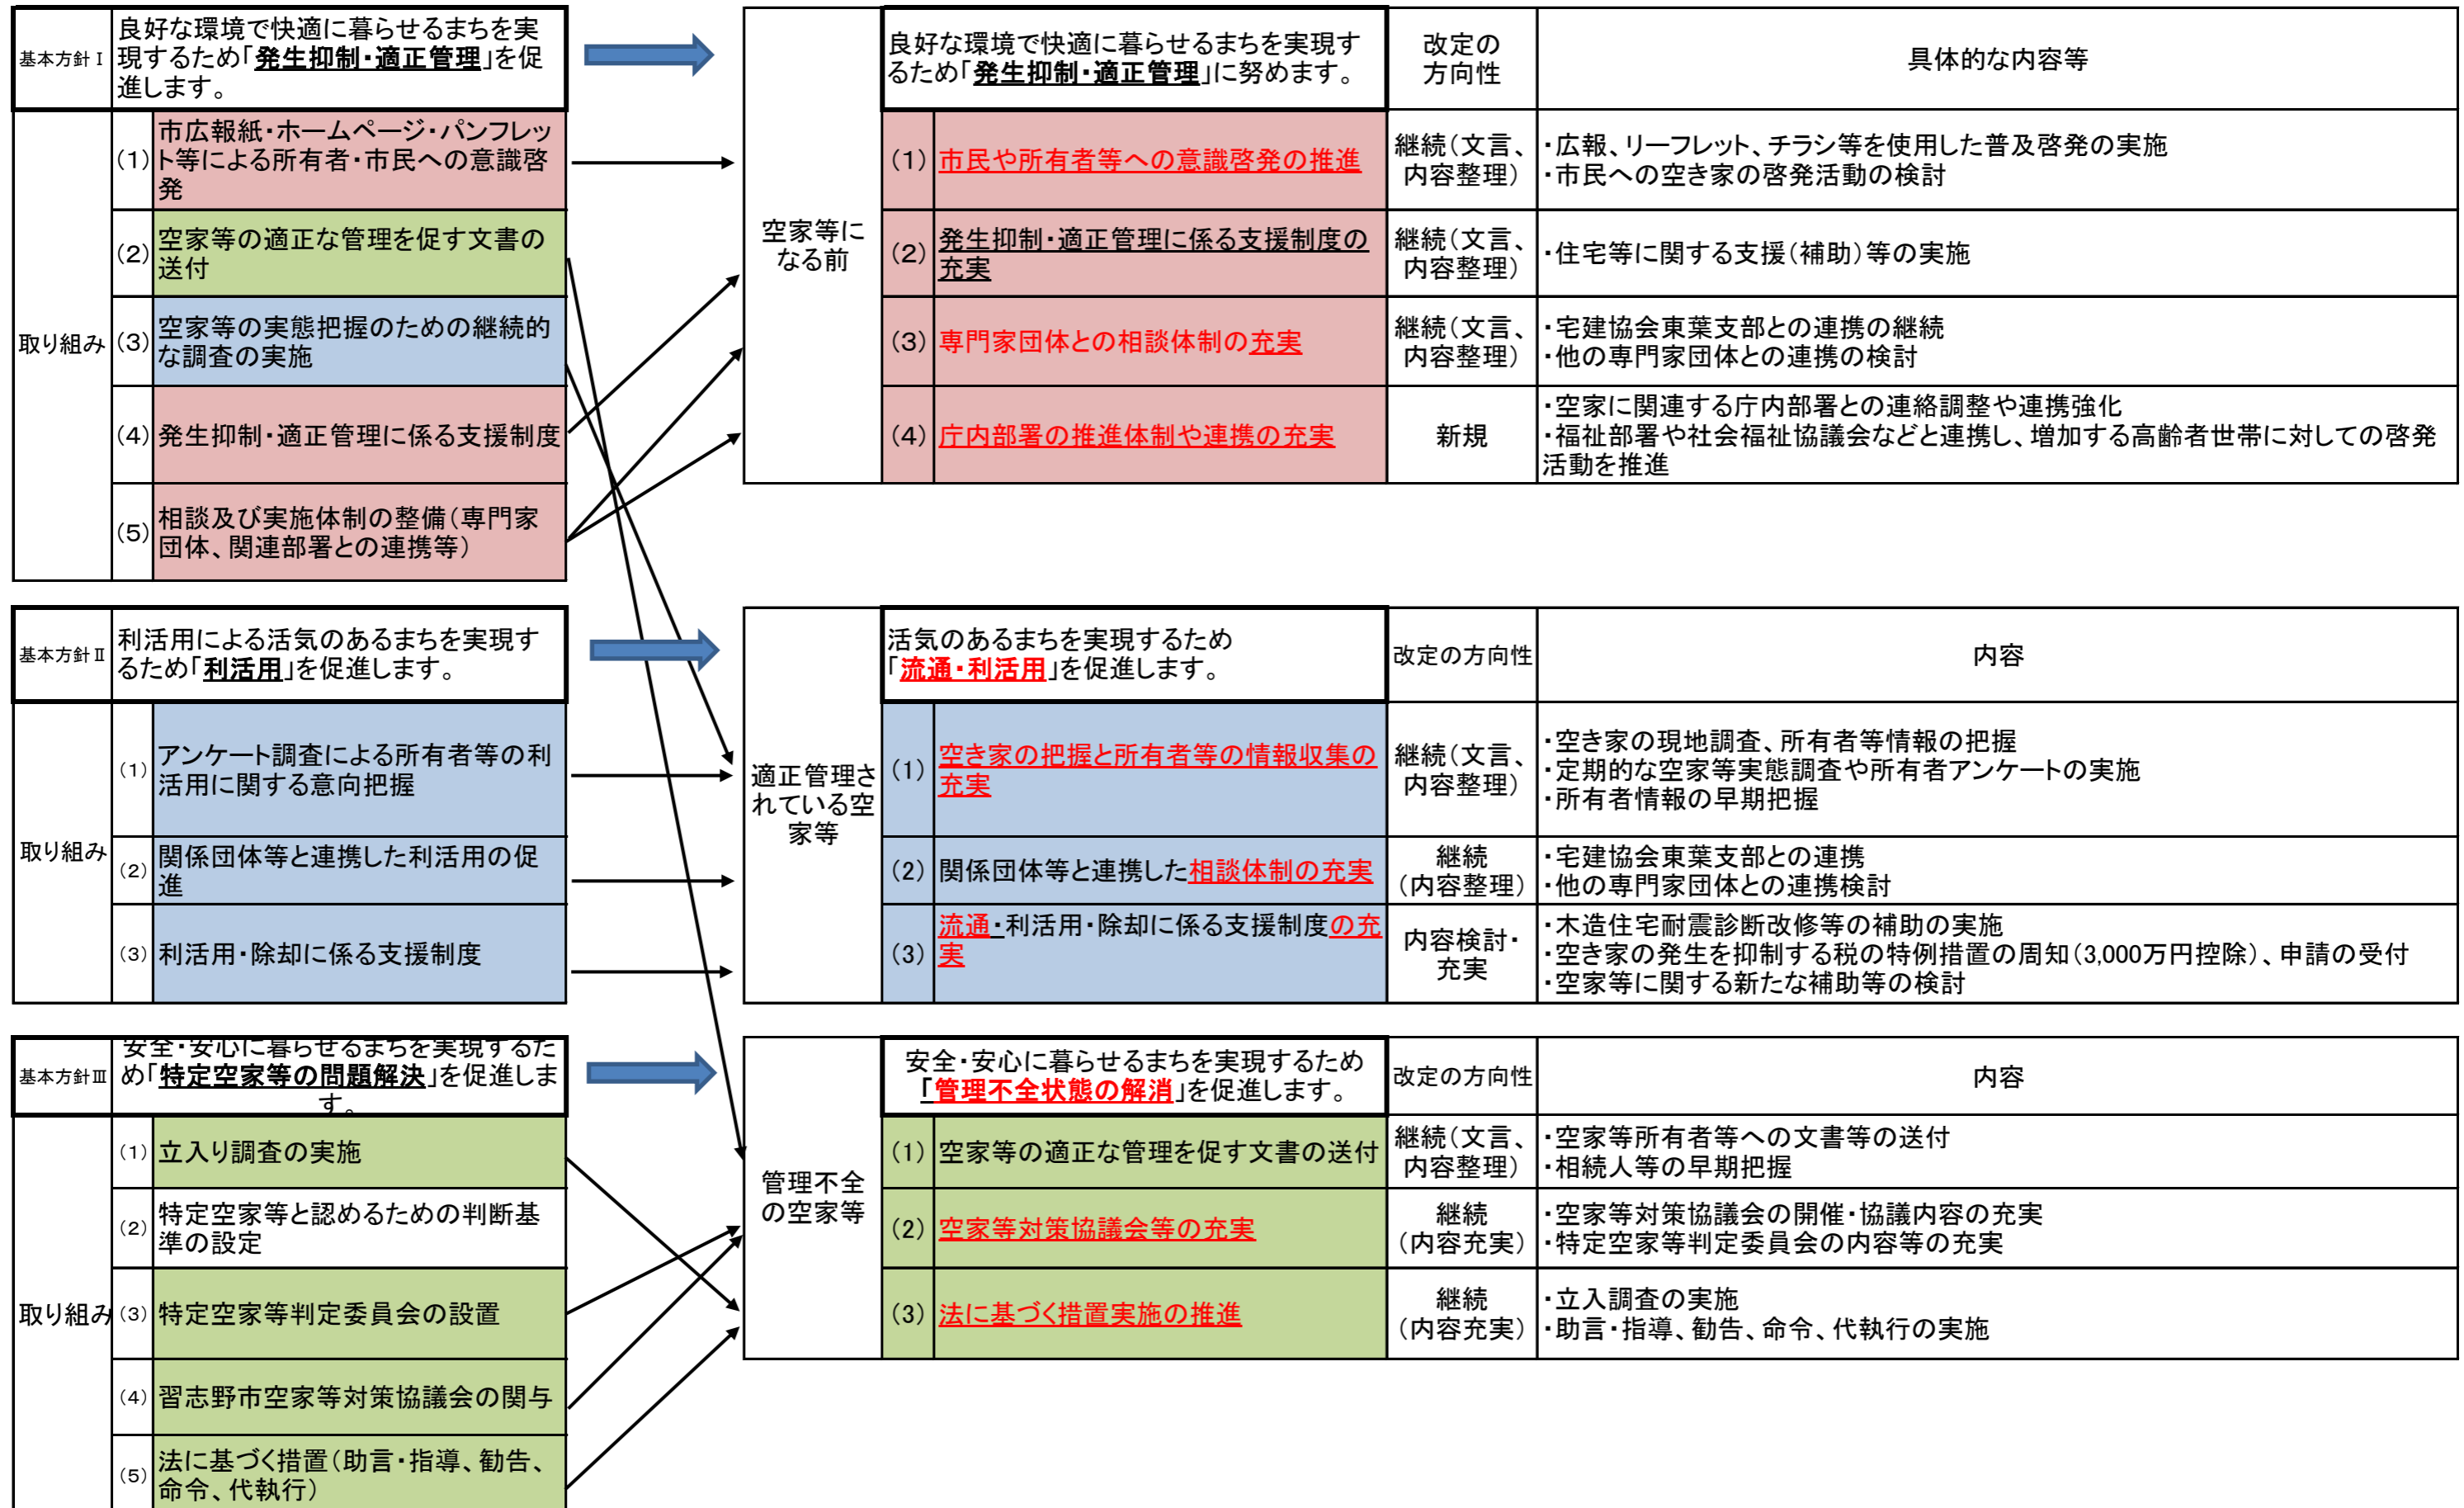 基本方針Ⅰ
良好な環境で快適に暮らせるまちを実
現するため「発生抑制・適正管理」を促
進します。
取り組み
(1)
市広報紙・ホームページ・パンフレッ
ト等による所有者・市民への意識啓
発
(2)
空家等の適正な管理を促す文書の
送付
(3)
空家等の実態把握のための継続的
な調査の実施
(4)
発生抑制・適正管理に係る支援制度
(5)
相談及び実施体制の整備（専門家
団体、関連部署との連携等）
空家等に
なる前
良好な環境で快適に暮らせるまちを実現す
るため「発生抑制・適正管理」に努めます。
改定の
方向性
具体的な内容等
(1)
市民や所有者等への意識啓発の推進
継続（文言、
内容整理）
・広報、リーフレット、チラシ等を使用した普及啓発の実施
・市民への空き家の啓発活動の検討
(2)
発生抑制・適正管理に係る支援制度の
充実
継続（文言、
内容整理）
・住宅等に関する支援（補助）等の実施
(3)
専門家団体との相談体制の充実
継続（文言、
内容整理）
・宅建協会東葉支部との連携の継続
・他の専門家団体との連携の検討
(4)
庁内部署の推進体制や連携の充実
新規
・空家に関連する庁内部署との連絡調整や連携強化
・福祉部署や社会福祉協議会などと連携し、増加する高齢者世帯に対しての啓発
活動を推進
基本方針Ⅱ
利活用による活気のあるまちを実現す
るため「利活用」を促進します。
取り組み
(1)
アンケート調査による所有者等の利
活用に関する意向把握
(2)
関係団体等と連携した利活用の促
進
(3)
利活用・除却に係る支援制度
適正管理さ
れている空
家等
活気のあるまちを実現するため
「流通・利活用」を促進します。
改定の方向性
内容
(1)
空き家の把握と所有者等の情報収集の
充実
継続（文言、
内容整理）
・空き家の現地調査、所有者等情報の把握
・定期的な空家等実態調査や所有者アンケートの実施
・所有者情報の早期把握
(2)
関係団体等と連携した相談体制の充実
継続
（内容整理）
・宅建協会東葉支部との連携
・他の専門家団体との連携検討
(3)
流通・利活用・除却に係る支援制度の充
実
内容検討・
充実
・木造住宅耐震診断改修等の補助の実施
・空き家の発生を抑制する税の特例措置の周知（3,000万円控除）、申請の受付
・空家等に関する新たな補助等の検討
基本方針Ⅲ
安全・安心に暮らせるまちを実現するた
め「特定空家等の問題解決」を促進しま
す。
取り組み
(1)
立入り調査の実施
(2)
特定空家等と認めるための判断基
準の設定
(3)
特定空家等判定委員会の設置
(4)
習志野市空家等対策協議会の関与
(5)
法に基づく措置（助言・指導、勧告、
命令、代執行）
管理不全
の空家等
安全・安心に暮らせるまちを実現するため
「管理不全状態の解消」を促進します。
改定の方向性
内容
(1)
空家等の適正な管理を促す文書の送付
継続（文言、
内容整理）
・空家等所有者等への文書等の送付
・相続人等の早期把握
(2)
空家等対策協議会等の充実
継続
（内容充実）
・空家等対策協議会の開催・協議内容の充実
・特定空家等判定委員会の内容等の充実
(3)
法に基づく措置実施の推進
継続
（内容充実）
・立入調査の実施
・助言・指導、勧告、命令、代執行の実施